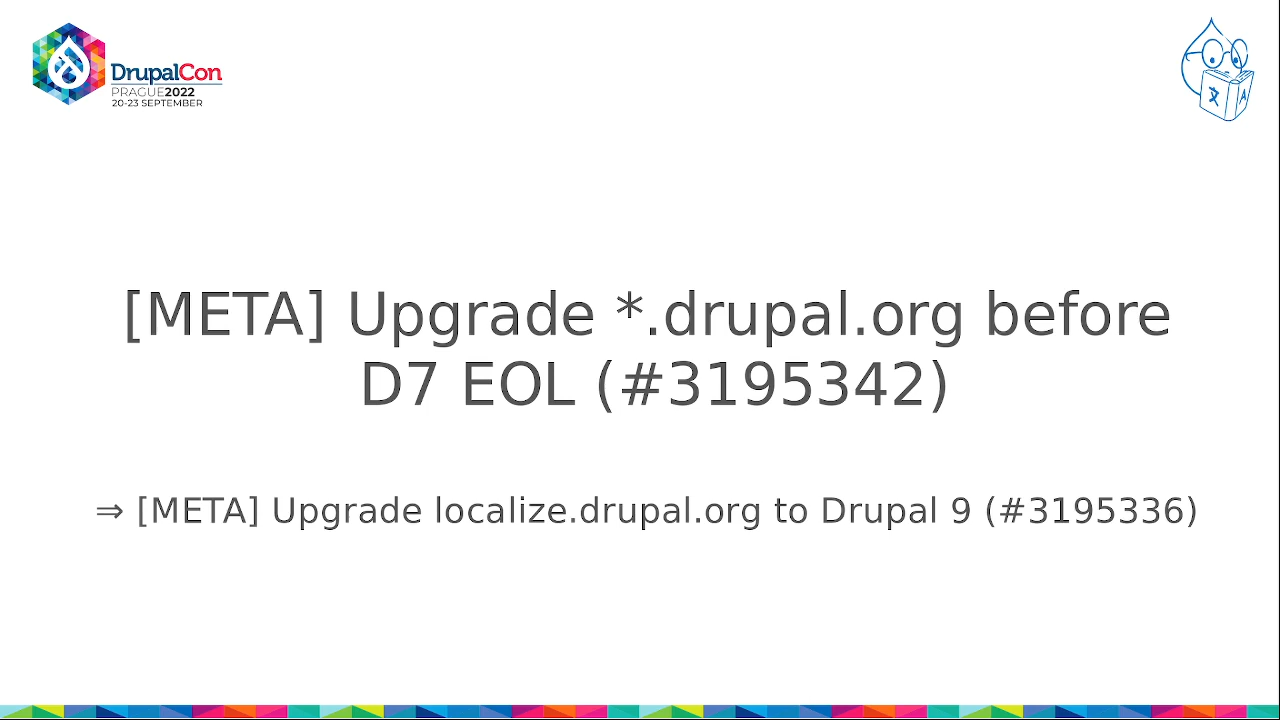 DrupalCon
PRAGUE2022
20-23 SEPTEMBER
文 A
[META] Upgrade *.drupal.org before
D7 EOL (#3195342)
⇒ [META] Upgrade localize.drupal.org to Drupal 9 (#3195336)